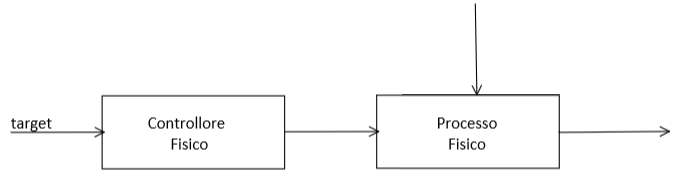 target
Controllore
Fisico
Processo
Fisico